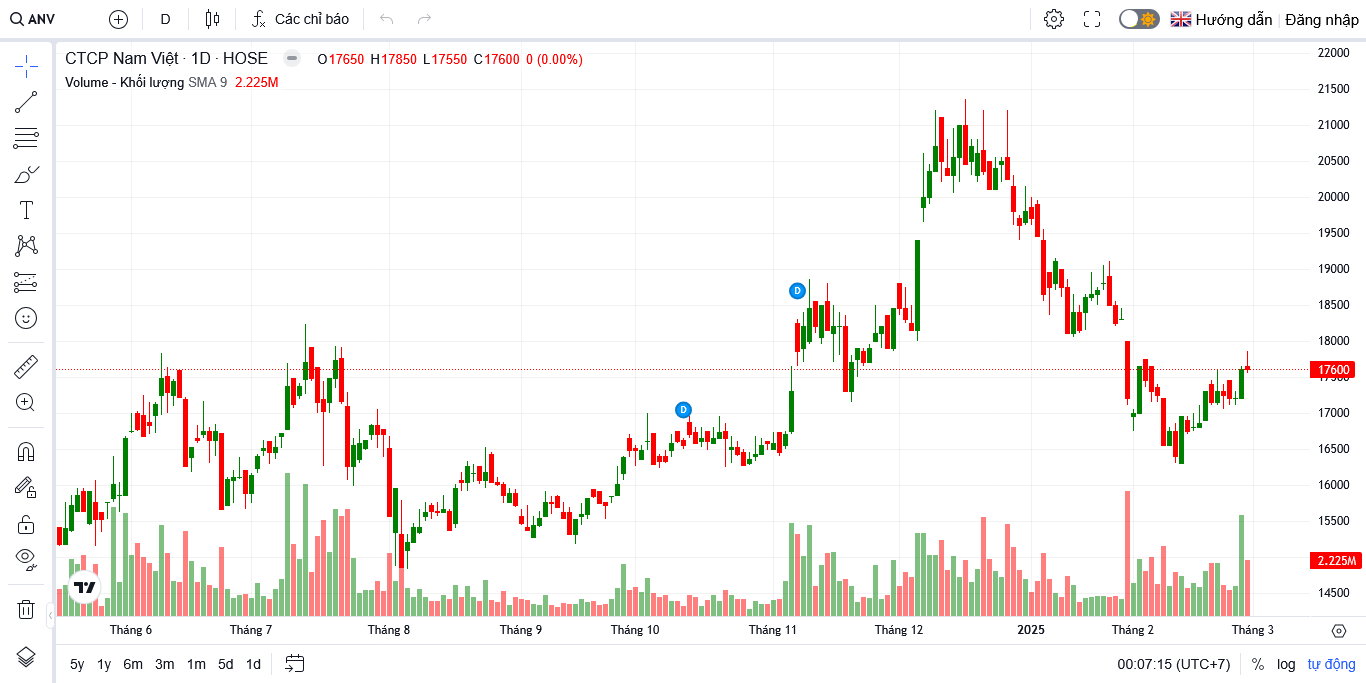 ANV D Các chỉ báo Hướng dẫn Đăng nhập
CTCP Nam Việt · 1D · HOSE O17650 H17850 L17550 C17600 0 (0.00%)
Volume - Khối lượng SMA 9 2.225M
22000
21500
21000
20500
20000
19500
19000
18500
18000
17600
17500
17000
16500
16000
15500
2.225M
14500
D
D
Tháng 6 Tháng 7 Tháng 8 Tháng 9 Tháng 10 Tháng 11 Tháng 12 2025 Tháng 2 Tháng 3
5y 1y 6m 3m 1m 5d 1d 00:07:15 (UTC+7) % log tự động